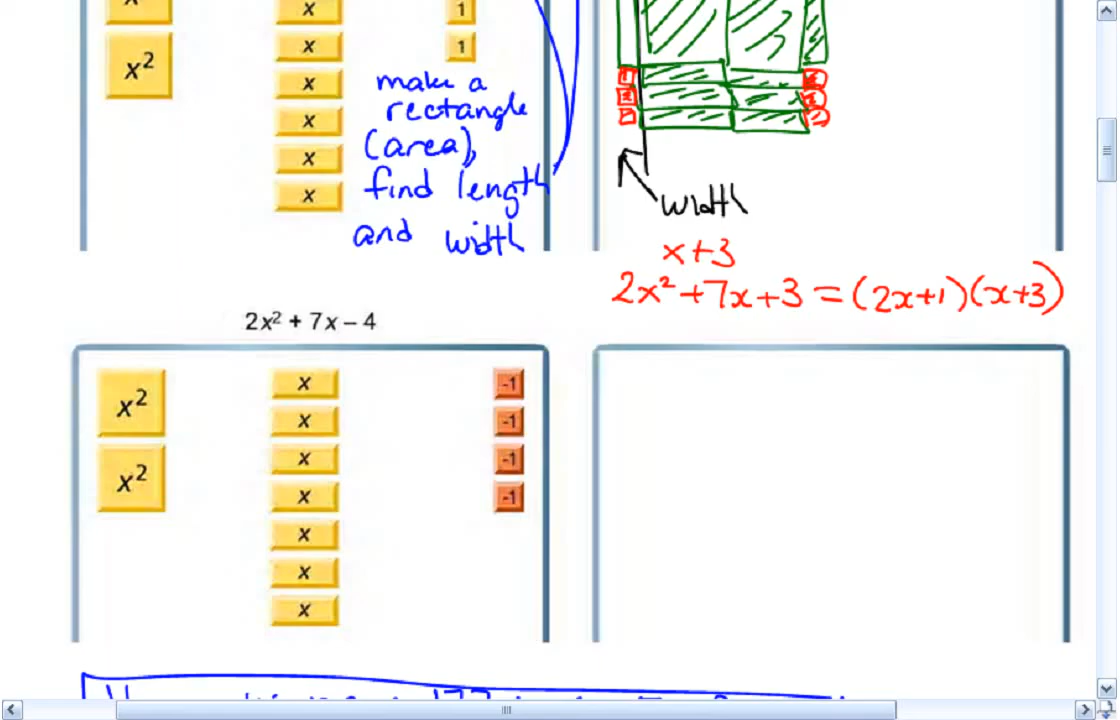 x 1
x² x 1
x
x
x
x
make a
rectangle
(area),
find length
and width
width
x+3
2x² +7x+3 = (2x+1)(x+3)
2x² + 7x – 4
x² x -1
x -1
x² x -1
x -1
x
x
x